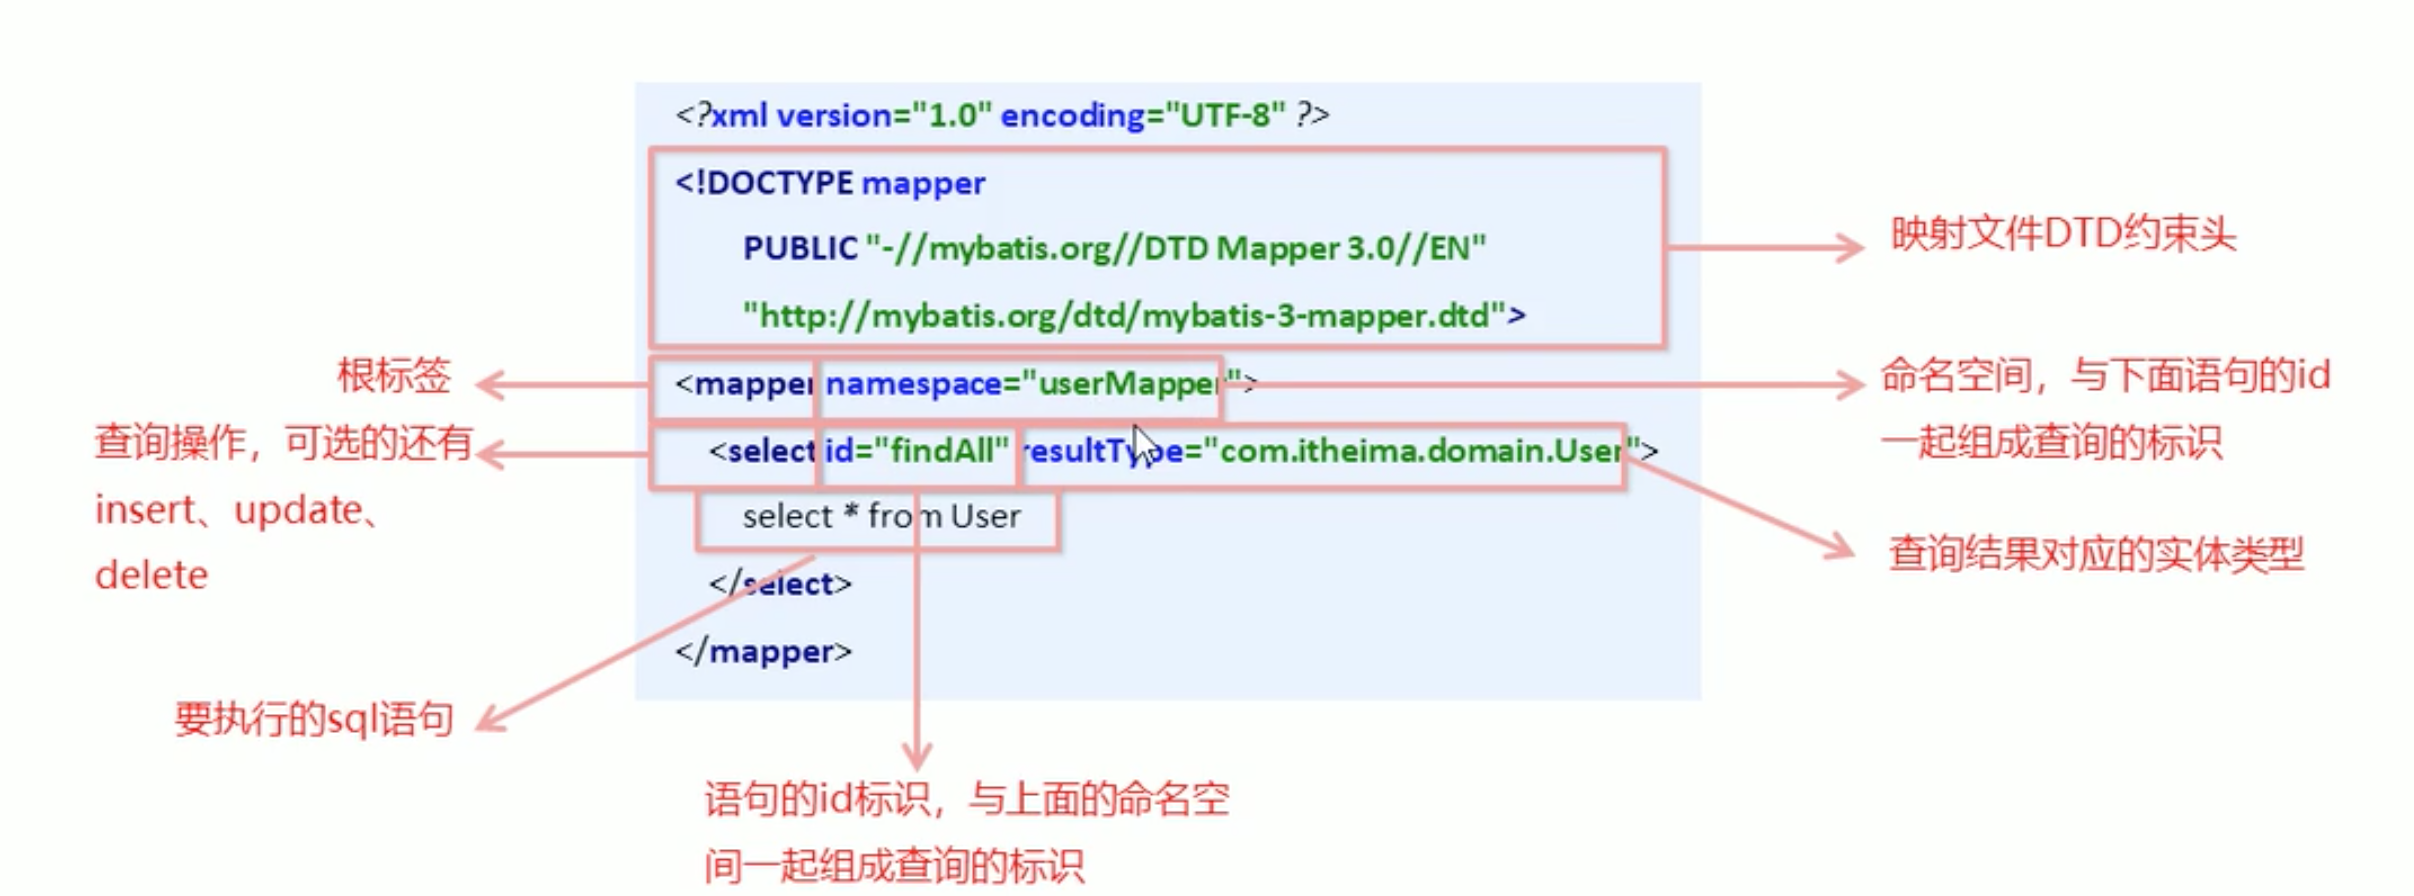 <?xml version="1.0" encoding="UTF-8" ?>
<!DOCTYPE mapper
PUBLIC "-//mybatis.org//DTD Mapper 3.0//EN"
"http://mybatis.org/dtd/mybatis-3-mapper.dtd">
<mapper namespace="userMapper">
<select id="findAll" resultType="com.itheima.domain.User">
select * from User
</select>
</mapper>
映射文件DTD约束头
根标签
命名空间，与下面语句的id
一起组成查询的标识
查询操作，可选的还有
insert、update、
delete
查询结果对应的实体类型
要执行的sql语句
语句的id标识，与上面的命名空
间一起组成查询的标识